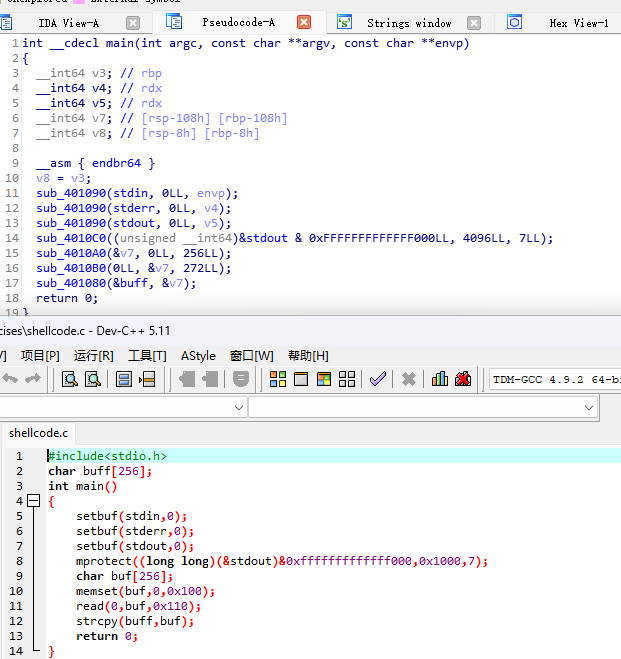 IDA View-A Pseudocode-A Strings window Hex View-1
1 int __cdecl main(int argc, const char **argv, const char **envp)
2 {
3 __int64 v3; // rbp
4 __int64 v4; // rdx
5 __int64 v5; // rdx
6 __int64 v7; // [rsp-108h] [rbp-108h]
7 __int64 v8; // [rsp-8h] [rbp-8h]
8
9 __asm { endbr64 }
10 v8 = v3;
11 sub_401090(stdin, 0LL, envp);
12 sub_401090(stderr, 0LL, v4);
13 sub_401090(stdout, 0LL, v5);
14 sub_4010C0((unsigned __int64)&stdout & 0xFFFFFFFFFFFFF000LL, 4096LL, 7LL);
15 sub_4010A0(&v7, 0LL, 256LL);
16 sub_4010B0(0LL, &v7, 272LL);
17 sub_401080(&buff, &v7);
18 return 0;
19 }
cises\shellcode.c - Dev-C++ 5.11
V] 项目[P] 运行[R] 工具[T] AStyle 窗口[W] 帮助[H]
TDM-GCC 4.9.2 64-bi
shellcode.c
1 #include<stdio.h>
2 char buff[256];
3 int main()
4 {
5 setbuf(stdin,0);
6 setbuf(stderr,0);
7 setbuf(stdout,0);
8 mprotect((long long)(&stdout)&0xfffffffffffff000,0x1000,7);
9 char buf[256];
10 memset(buf,0,0x100);
11 read(0,buf,0x110);
12 strcpy(buff,buf);
13 return 0;
14 }